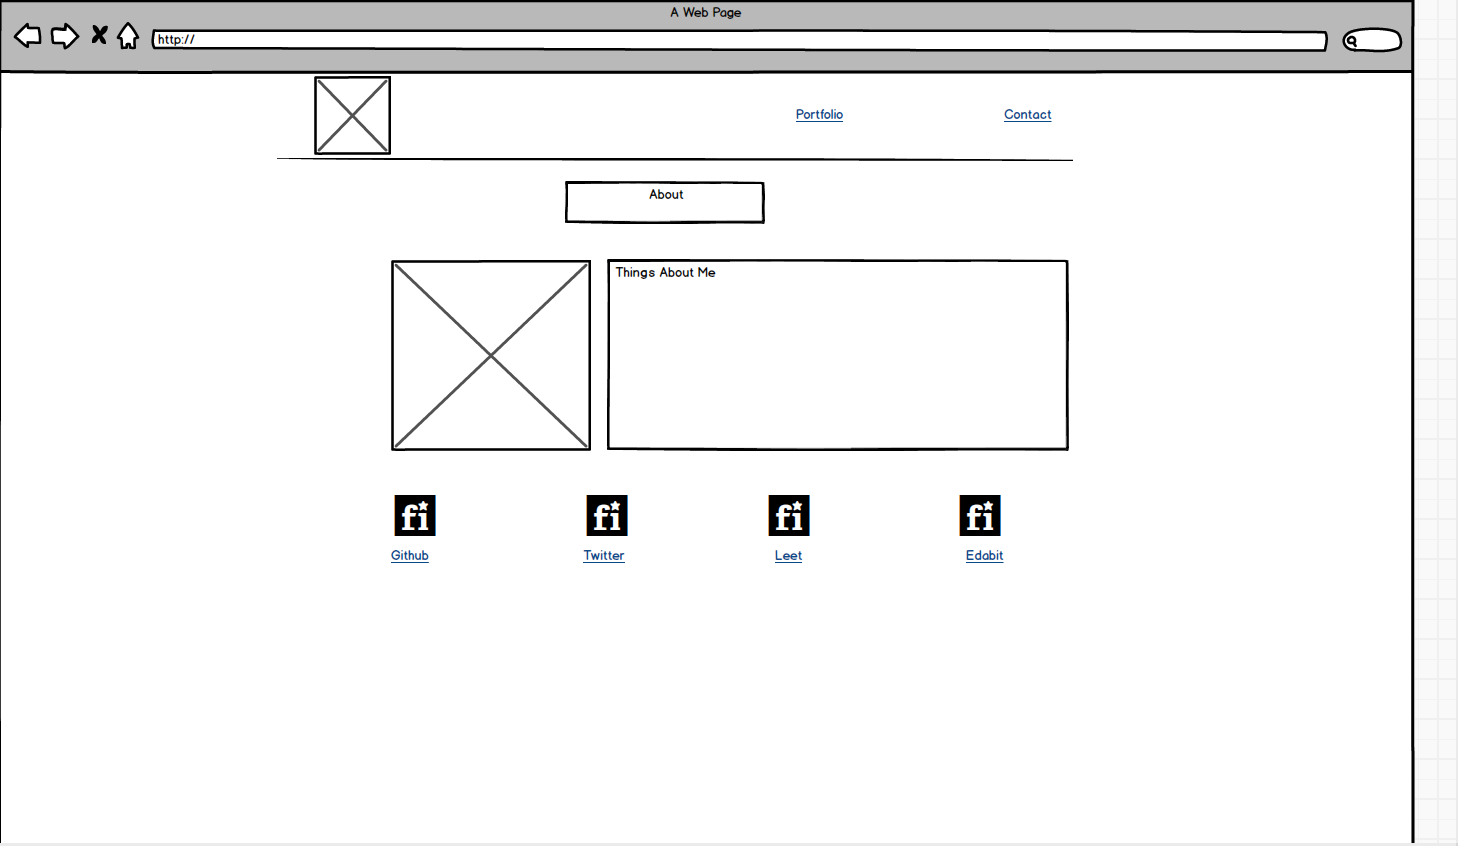 A Web Page
http://
Portfolio Contact
About
Things About Me
fi fi fi fi
Github Twitter Leet Edabit